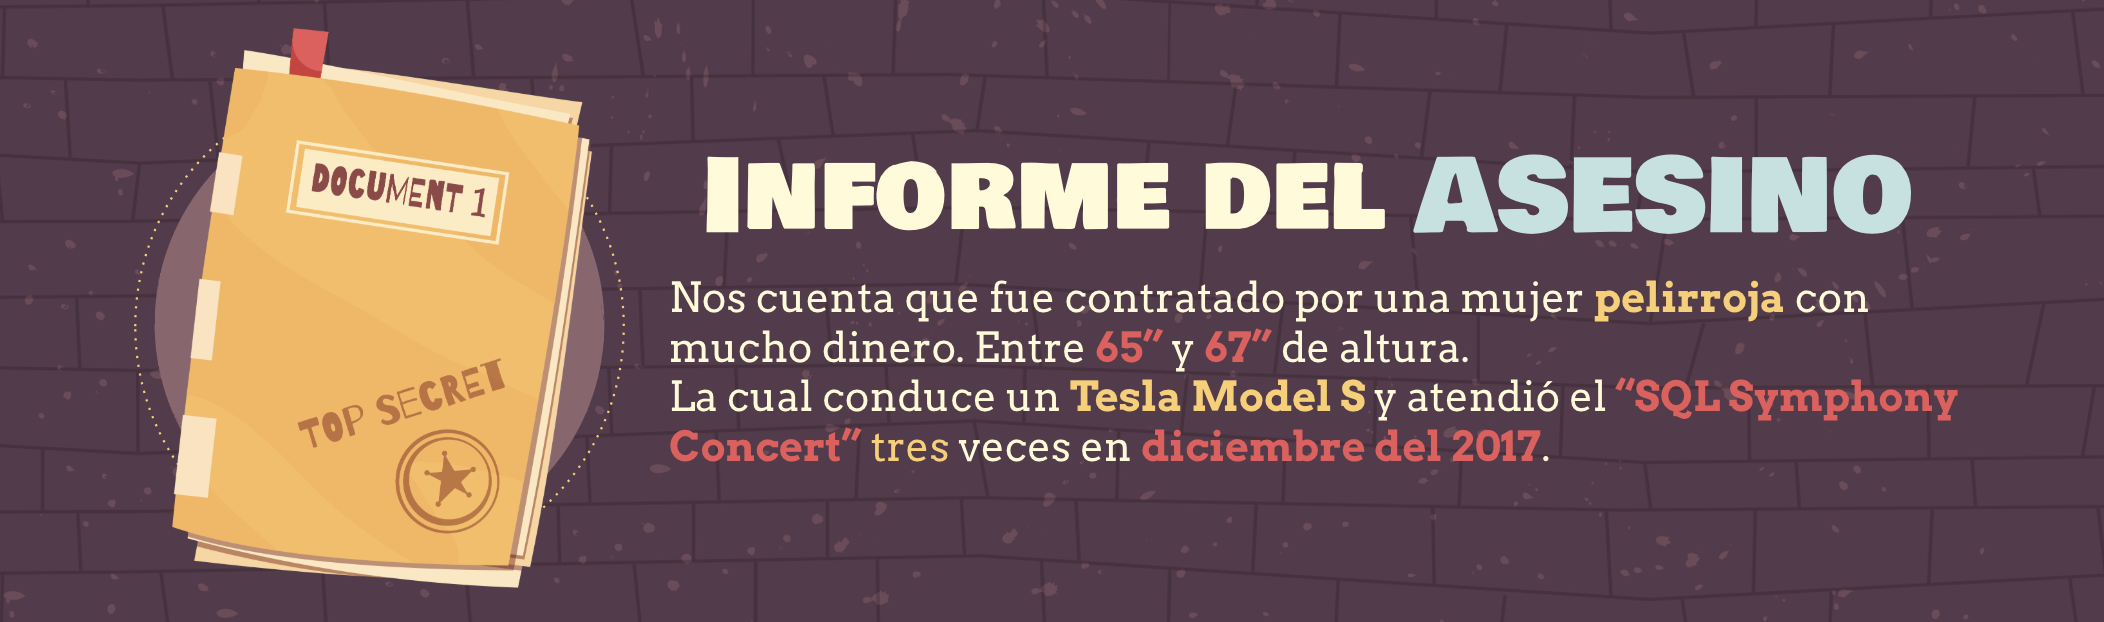 DOCUMENT 1
TOP SECRET
INFORME DEL ASESINO
Nos cuenta que fue contratado por una mujer pelirroja con
mucho dinero. Entre 65” y 67” de altura.
La cual conduce un Tesla Model S y atendió el “SQL Symphony
Concert” tres veces en diciembre del 2017.